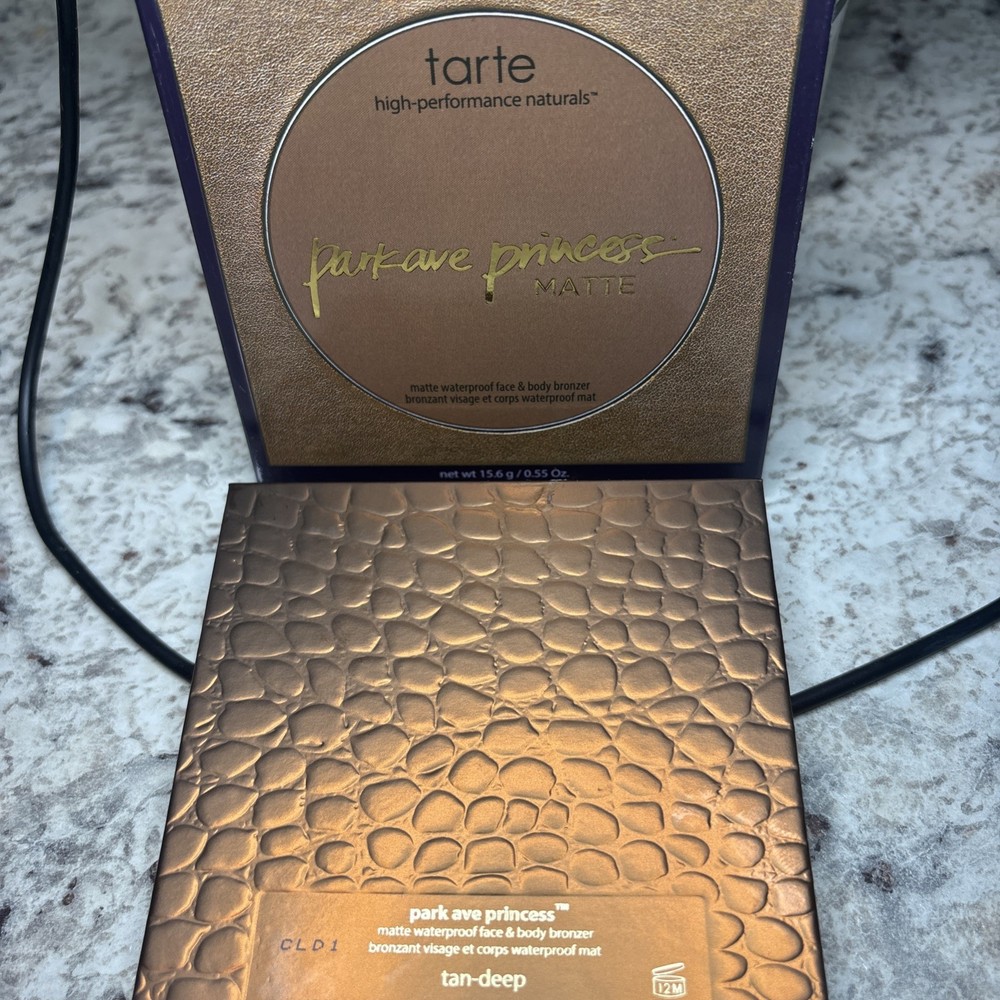 tarte
high-performance naturals™
park ave princess
MATTE
matte waterproof face & body bronzer
bronzant visage et corps waterproof mat
net wt 15.6 g / 0.55 Oz.
park ave princess™
matte waterproof face & body bronzer
CLD1
bronzant visage et corps waterproof mat
tan-deep
12M